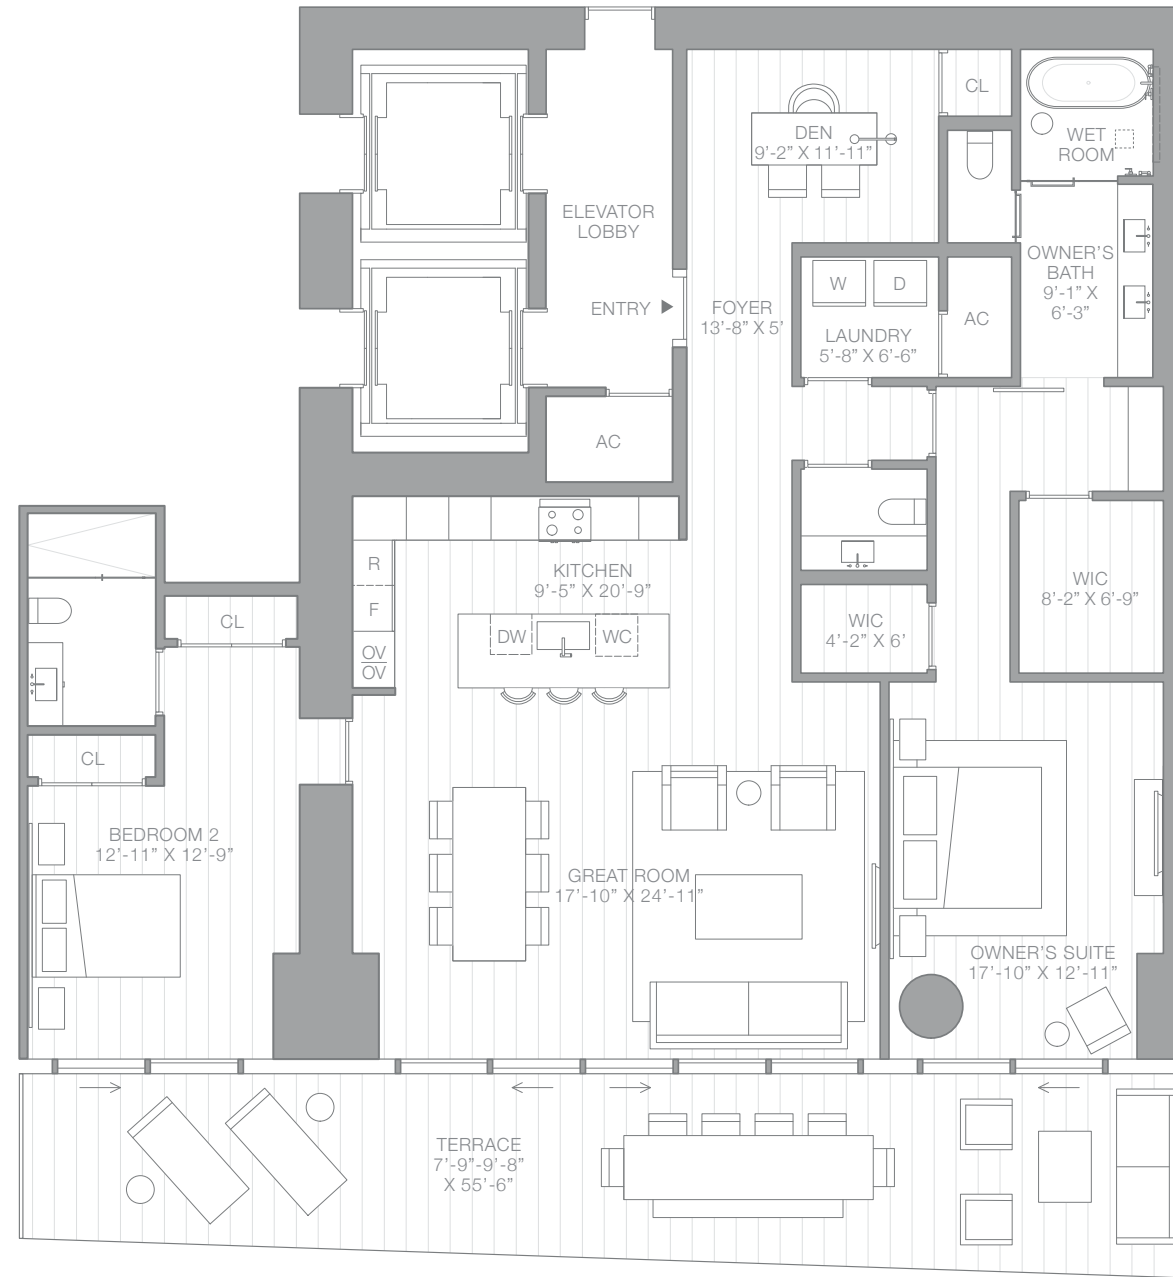 CL
DEN
9'-2" X 11'-11"
WET
ROOM
ELEVATOR
LOBBY
OWNER'S
BATH
9'-1" X
6'-3"
W
D
ENTRY
FOYER
13'-8" X 5'
LAUNDRY
5'-8" X 6'-6"
AC
AC
R
F
OV
OV
KITCHEN
9'-5" X 20'-9"
DW
WC
WIC
8'-2" X 6'-9"
WIC
4'-2" X 6'
CL
CL
BEDROOM 2
12'-11" X 12'-9"
GREAT ROOM
17'-10" X 24'-11"
OWNER'S SUITE
17'-10" X 12'-11"
TERRACE
7'-9"-9'-8"
X 55'-6"